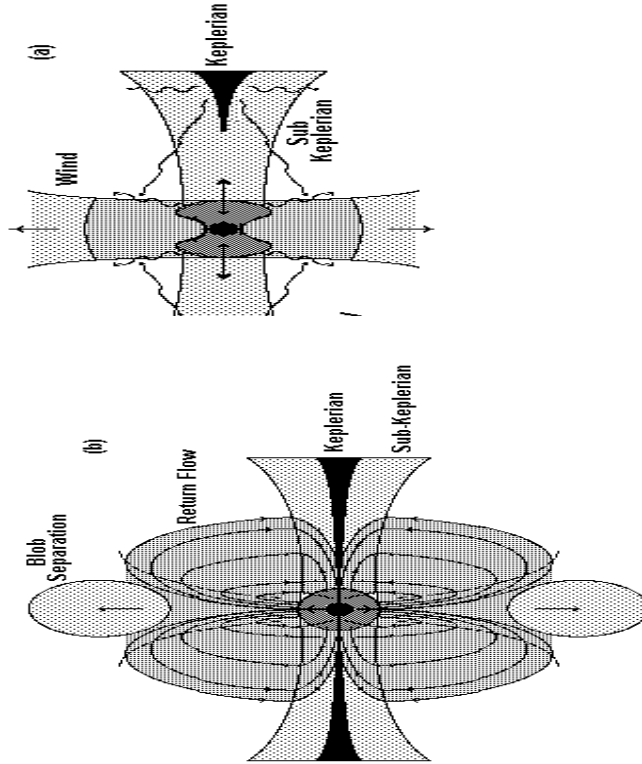 (a)
Wind
Keplerian
Sub
Keplerian
(b)
Blob
Separation
Return Flow
Keplerian
Sub-Keplerian